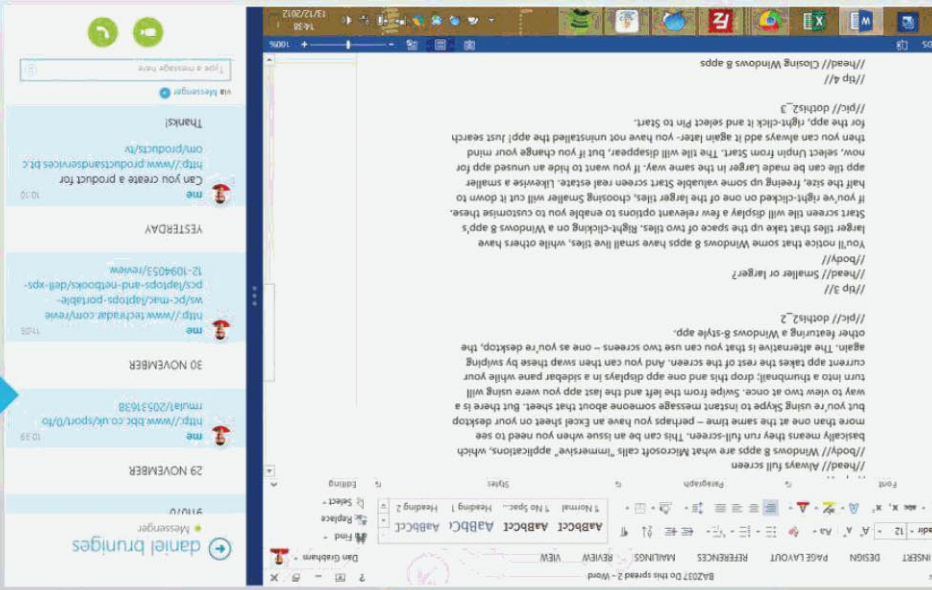 BAZ037 Do this spread 2 - Word
INSERT DESIGN PAGE LAYOUT REFERENCES MAILINGS REVIEW VIEW
Dan Grabham
12
Aa
AaBbCcI AaBbCcI AaBbC AaBbCcC
1 Normal 1 No Spac... Heading 1 Heading 2
Find
Replace
Select
Font Paragraph Styles Editing
//head// Always full screen
//body// Windows 8 apps are what Microsoft calls "immersive" applications, which
basically means they run full-screen. This can be an issue when you need to see
more than one at the same time – perhaps you have an Excel sheet on your desktop
but you're using Skype to instant message someone about that sheet. But there is a
way to view two at once. Swipe from the left and the last app you were using will
turn into a thumbnail; drop this and one app displays in a sidebar pane while your
current app takes the rest of the screen. And you can then swap these by swiping
again. The alternative is that you can use two screens – one as you're desktop, the
other featuring a Windows 8-style app.
//pic// dothis2_2
//tip 3//
//head// Smaller or larger?
//body//
You'll notice that some Windows 8 apps have small live tiles, while others have
larger tiles that take up the space of two tiles. Right-clicking on a Windows 8 app's
Start screen tile will display a few relevant options to enable you to customise these.
If you've right-clicked on one of the larger tiles, choosing Smaller will cut it down to
half the size, freeing up some valuable Start screen real estate. Likewise a smaller
app tile can be made Larger in the same way. If you want to hide an unused app for
now, select Unpin from Start. The tile will disappear, but if you change your mind
then you can always add it again later- you have not uninstalled the app! Just search
for the app, right-click it and select Pin to Start.
//pic// dothis2_3
//tip 4//
//head// Closing Windows 8 apps
100%
14:38
13/12/2012
daniel brunignes
Messenger
29 NOVEMBER
me
10:39
http://www.bbc.co.uk/sport/0/fo
rmula1/20531638
30 NOVEMBER
me
http://www.techradar.com/revie
ws/pc-mac/laptops-portable-
pcs/laptops-and-netbooks/dell-xps-
12-1094053/review
YESTERDAY
me
10:10
Can you create a product for
http://www.productsandservices.bt.c
om/products/tv
Thanks!
via Messenger
Type a message here